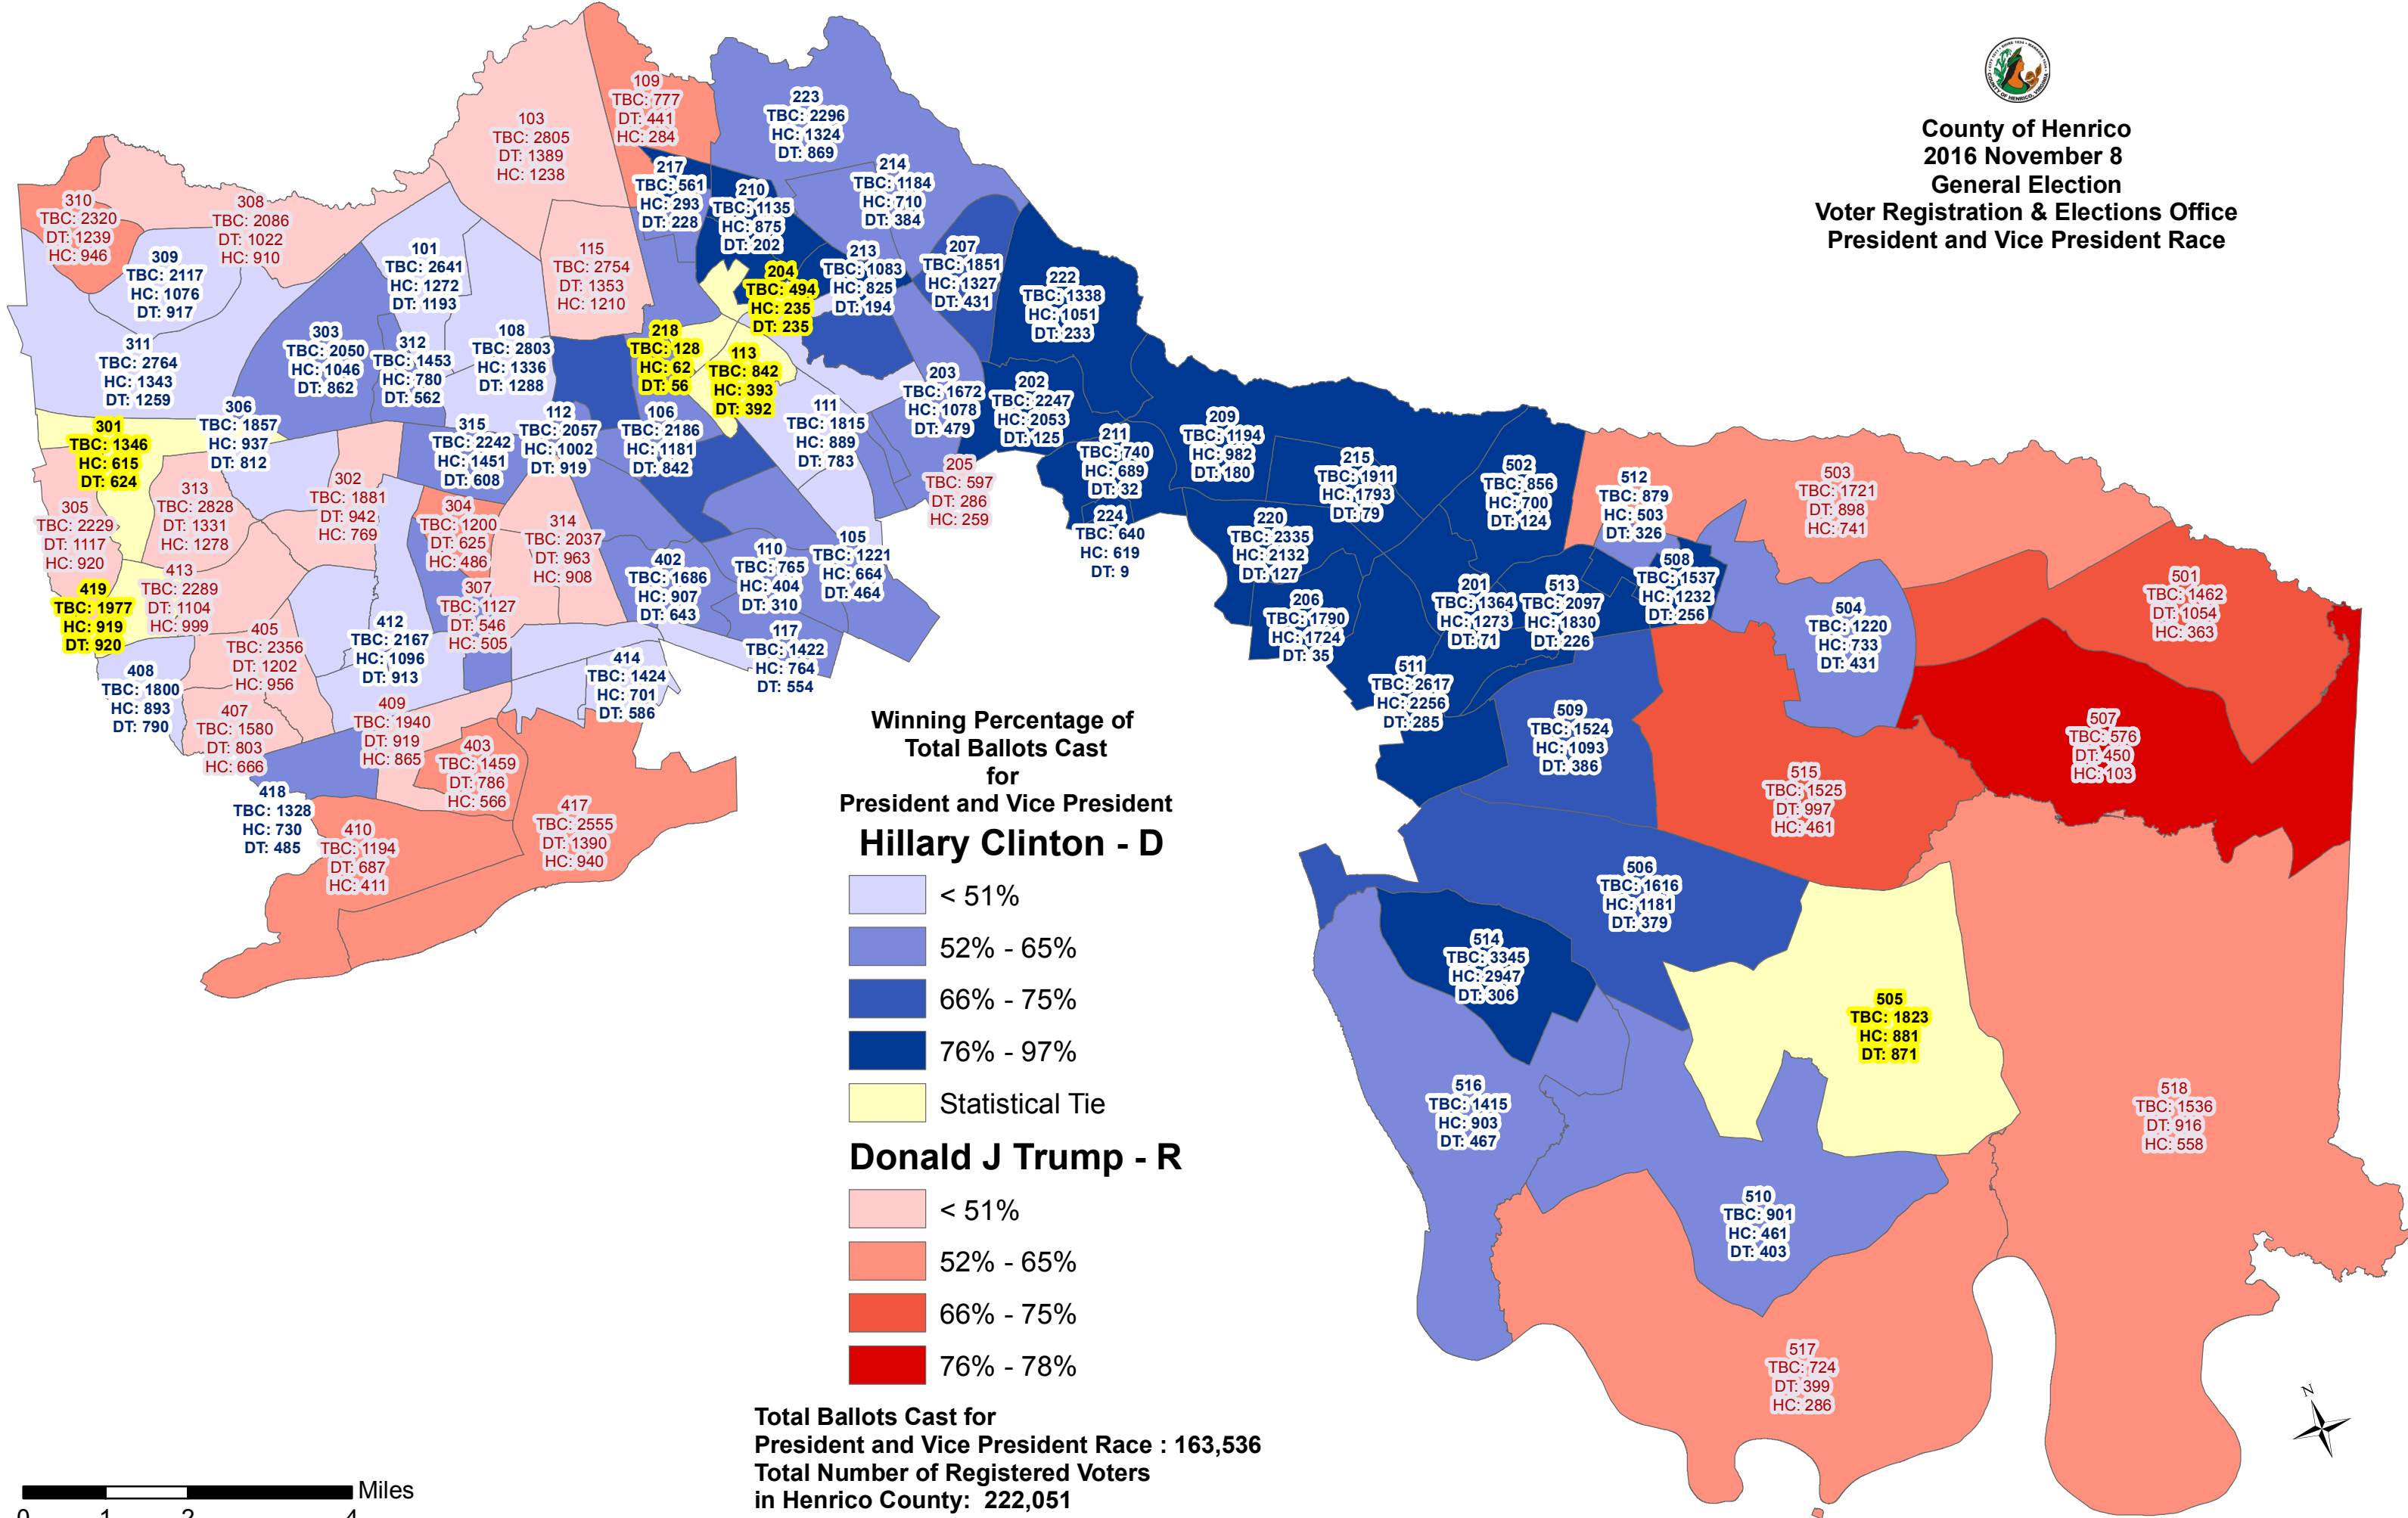 County of Henrico
2016 November 8
General Election
Voter Registration & Elections Office
President and Vice President Race
109
TBC: 777
DT: 441
HC: 284
103
TBC: 2805
DT: 1389
HC: 1238
223
TBC: 2296
HC: 1324
DT: 869
217
TBC: 561
HC: 293
DT: 228
210
TBC: 1135
HC: 875
DT: 202
214
TBC: 1184
HC: 710
DT: 384
310
TBC: 2320
DT: 1239
HC: 946
308
TBC: 2086
DT: 1022
HC: 910
309
TBC: 2117
HC: 1076
DT: 917
101
TBC: 2641
HC: 1272
DT: 1193
115
TBC: 2754
DT: 1353
HC: 1210
204
TBC: 494
HC: 235
DT: 235
213
TBC: 1083
HC: 825
DT: 194
207
TBC: 1851
HC: 1327
DT: 431
222
TBC: 1338
HC: 1051
DT: 233
311
TBC: 2764
HC: 1343
DT: 1259
303
TBC: 2050
HC: 1046
DT: 862
312
TBC: 1453
HC: 780
DT: 562
108
TBC: 2803
HC: 1336
DT: 1288
218
TBC: 128
HC: 62
DT: 56
113
TBC: 842
HC: 393
DT: 392
203
TBC: 1672
HC: 1078
DT: 479
202
TBC: 2247
HC: 2053
DT: 125
301
TBC: 1346
HC: 615
DT: 624
306
TBC: 1857
HC: 937
DT: 812
315
TBC: 2242
HC: 1451
DT: 608
112
TBC: 2057
HC: 1002
DT: 919
106
TBC: 2186
HC: 1181
DT: 842
111
TBC: 1815
HC: 889
DT: 783
205
TBC: 597
DT: 286
HC: 259
211
TBC: 740
HC: 689
DT: 32
209
TBC: 1194
HC: 982
DT: 180
215
TBC: 1911
HC: 1793
DT: 79
502
TBC: 856
HC: 700
DT: 124
512
TBC: 879
HC: 503
DT: 326
503
TBC: 1721
DT: 898
HC: 741
305
TBC: 2229
DT: 1117
HC: 920
313
TBC: 2828
DT: 1331
HC: 1278
302
TBC: 1881
DT: 942
HC: 769
304
TBC: 1200
DT: 625
HC: 486
314
TBC: 2037
DT: 963
HC: 908
402
TBC: 1686
HC: 907
DT: 643
110
TBC: 765
HC: 404
DT: 310
105
TBC: 1221
HC: 664
DT: 464
224
TBC: 640
HC: 619
DT: 9
220
TBC: 2335
HC: 2132
DT: 127
508
TBC: 1537
HC: 1232
DT: 256
501
TBC: 1462
DT: 1054
HC: 363
419
TBC: 1977
HC: 919
DT: 920
413
TBC: 2289
DT: 1104
HC: 999
307
TBC: 1127
DT: 546
HC: 505
206
TBC: 1790
HC: 1724
DT: 35
201
TBC: 1364
HC: 1273
DT: 71
513
TBC: 2097
HC: 1830
DT: 226
504
TBC: 1220
HC: 733
DT: 431
405
TBC: 2356
DT: 1202
HC: 956
412
TBC: 2167
HC: 1096
DT: 913
117
TBC: 1422
HC: 764
DT: 554
408
TBC: 1800
HC: 893
DT: 790
414
TBC: 1424
HC: 701
DT: 586
511
TBC: 2617
HC: 2256
DT: 285
407
TBC: 1580
DT: 803
HC: 666
409
TBC: 1940
DT: 919
HC: 865
403
TBC: 1459
DT: 786
HC: 566
509
TBC: 1524
HC: 1093
DT: 386
507
TBC: 576
DT: 450
HC: 103
515
TBC: 1525
DT: 997
HC: 461
418
TBC: 1328
HC: 730
DT: 485
410
TBC: 1194
DT: 687
HC: 411
417
TBC: 2555
DT: 1390
HC: 940
506
TBC: 1616
HC: 1181
DT: 379
514
TBC: 3345
HC: 2947
DT: 306
505
TBC: 1823
HC: 881
DT: 871
516
TBC: 1415
HC: 903
DT: 467
518
TBC: 1536
DT: 916
HC: 558
510
TBC: 901
HC: 461
DT: 403
517
TBC: 724
DT: 399
HC: 286
Winning Percentage of
Total Ballots Cast
for
President and Vice President
Hillary Clinton - D
< 51%
52% - 65%
66% - 75%
76% - 97%
Statistical Tie
Donald J Trump - R
< 51%
52% - 65%
66% - 75%
76% - 78%
Total Ballots Cast for
President and Vice President Race : 163,536
Total Number of Registered Voters
in Henrico County: 222,051
Miles
0 1 2 4
N